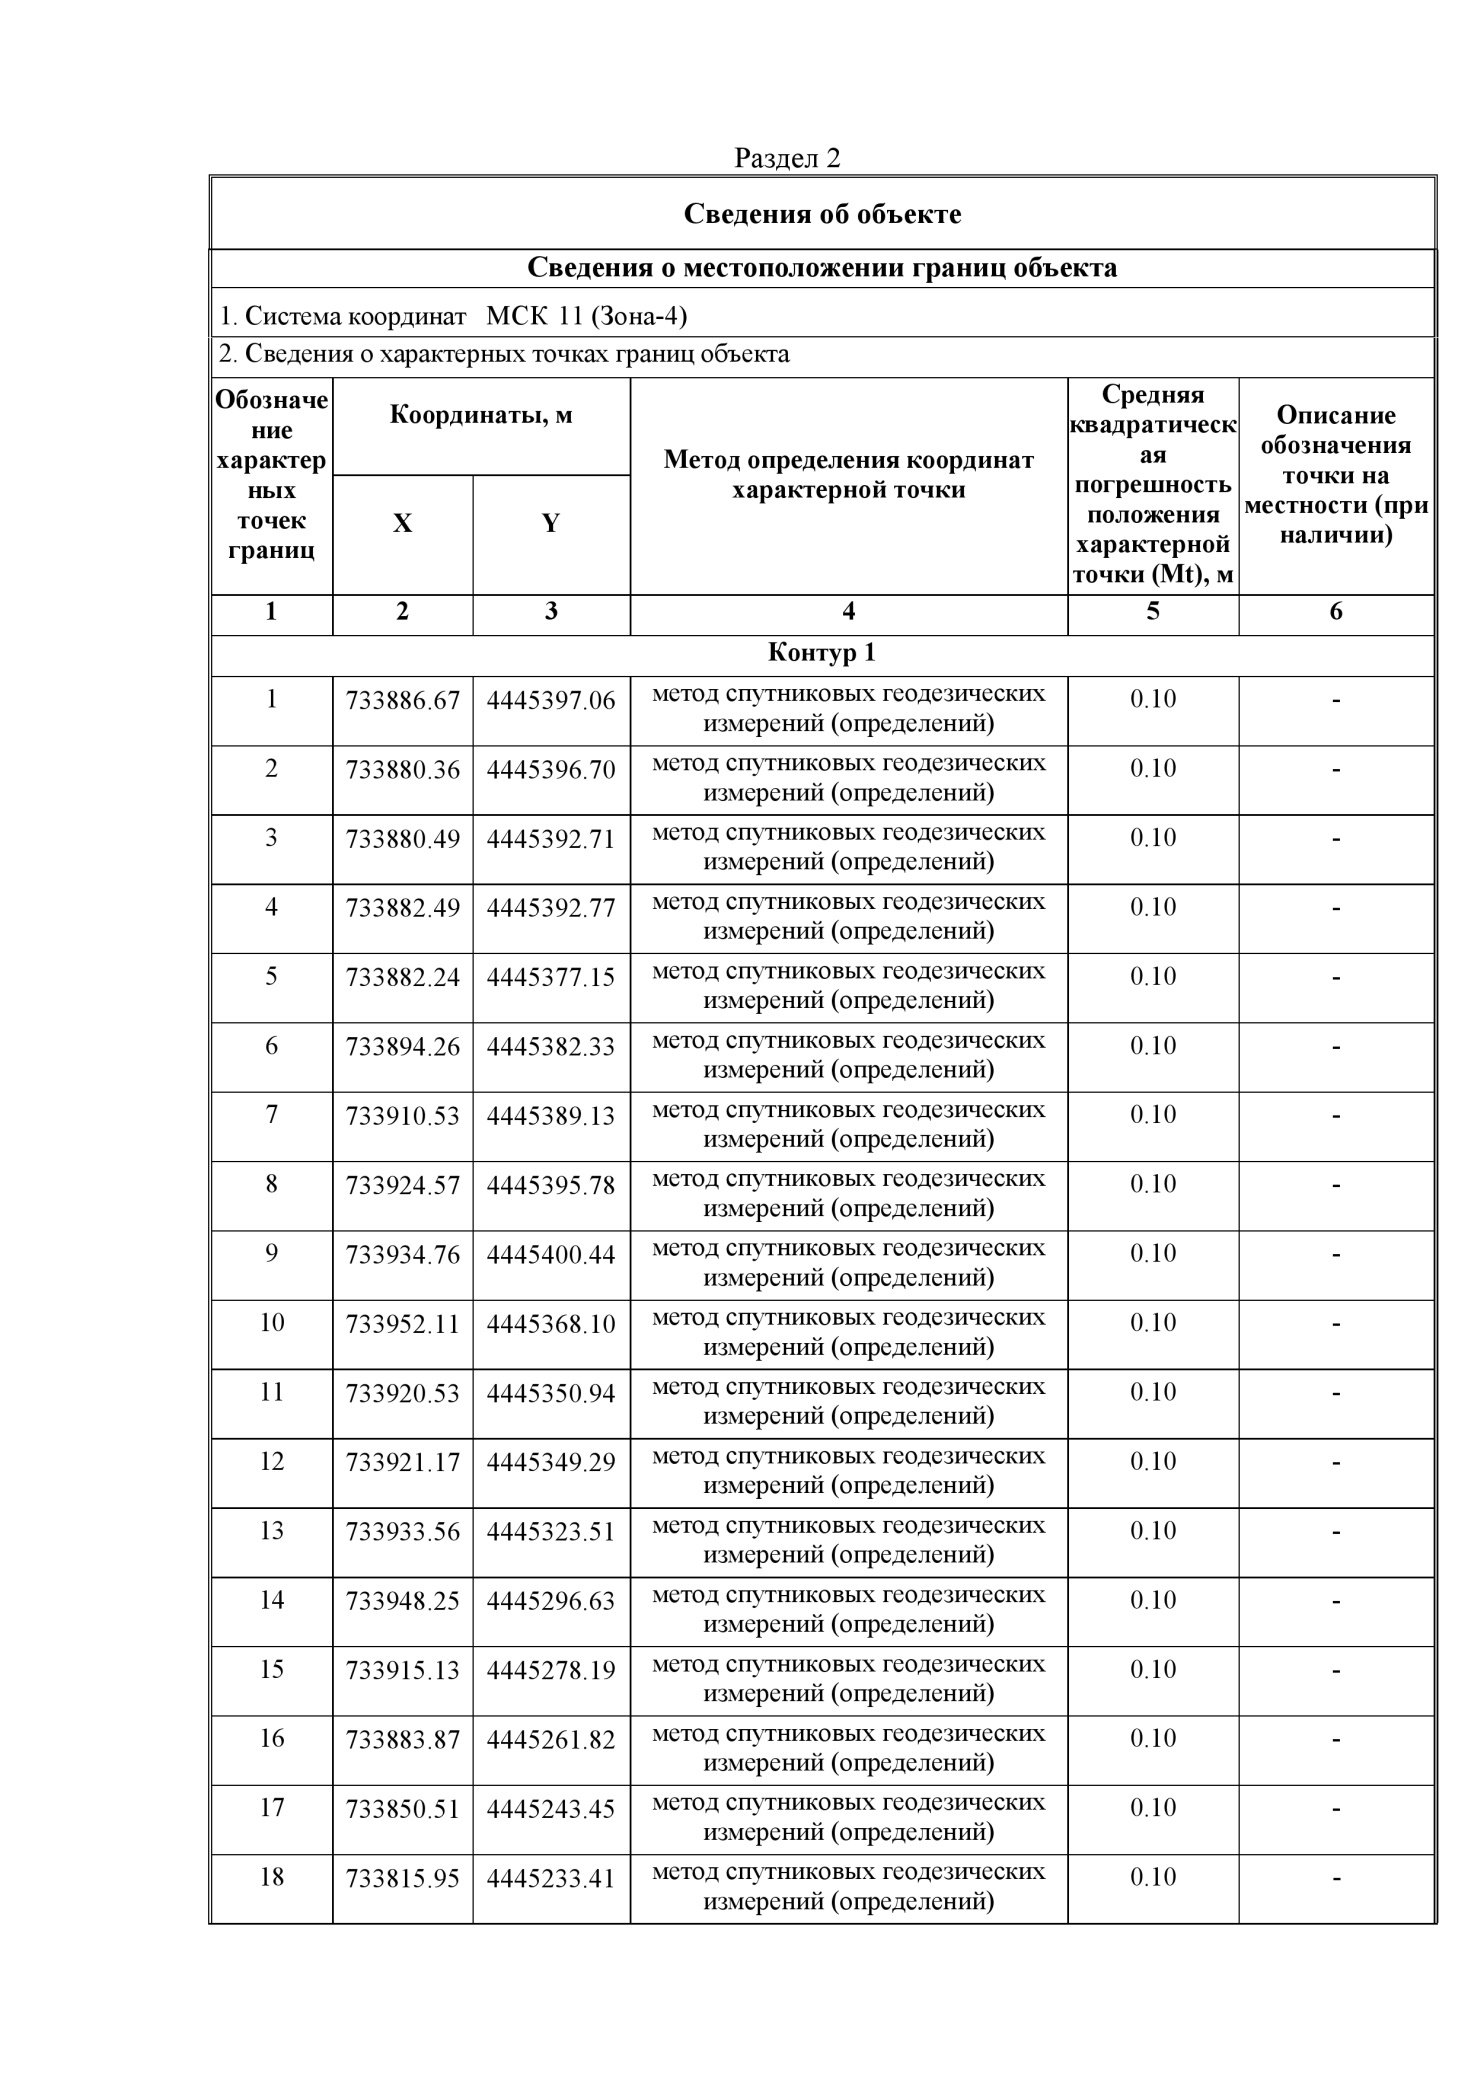 Раздел 2
Сведения об объекте
Сведения о местоположении границ объекта
1. Система координат МСК 11 (Зона-4)
2. Сведения о характерных точках границ объекта
Обозначе
ние
характер
ных
точек
границ
Координаты, м
X
Y
Метод определения координат
характерной точки
Средняя
квадратическ
ая
погрешность
положения
характерной
точки (Mt), м
Описание
обозначения
точки на
местности (при
наличии)
1 2 3 4 5 6
Контур 1
1 733886.67 4445397.06 метод спутниковых геодезических 0.10 -
измерений (определений)
2 733880.36 4445396.70 метод спутниковых геодезических 0.10 -
измерений (определений)
3 733880.49 4445392.71 метод спутниковых геодезических 0.10 -
измерений (определений)
4 733882.49 4445392.77 метод спутниковых геодезических 0.10 -
измерений (определений)
5 733882.24 4445377.15 метод спутниковых геодезических 0.10 -
измерений (определений)
6 733894.26 4445382.33 метод спутниковых геодезических 0.10 -
измерений (определений)
7 733910.53 4445389.13 метод спутниковых геодезических 0.10 -
измерений (определений)
8 733924.57 4445395.78 метод спутниковых геодезических 0.10 -
измерений (определений)
9 733934.76 4445400.44 метод спутниковых геодезических 0.10 -
измерений (определений)
10 733952.11 4445368.10 метод спутниковых геодезических 0.10 -
измерений (определений)
11 733920.53 4445350.94 метод спутниковых геодезических 0.10 -
измерений (определений)
12 733921.17 4445349.29 метод спутниковых геодезических 0.10 -
измерений (определений)
13 733933.56 4445323.51 метод спутниковых геодезических 0.10 -
измерений (определений)
14 733948.25 4445296.63 метод спутниковых геодезических 0.10 -
измерений (определений)
15 733915.13 4445278.19 метод спутниковых геодезических 0.10 -
измерений (определений)
16 733883.87 4445261.82 метод спутниковых геодезических 0.10 -
измерений (определений)
17 733850.51 4445243.45 метод спутниковых геодезических 0.10 -
измерений (определений)
18 733815.95 4445233.41 метод спутниковых геодезических 0.10 -
измерений (определений)